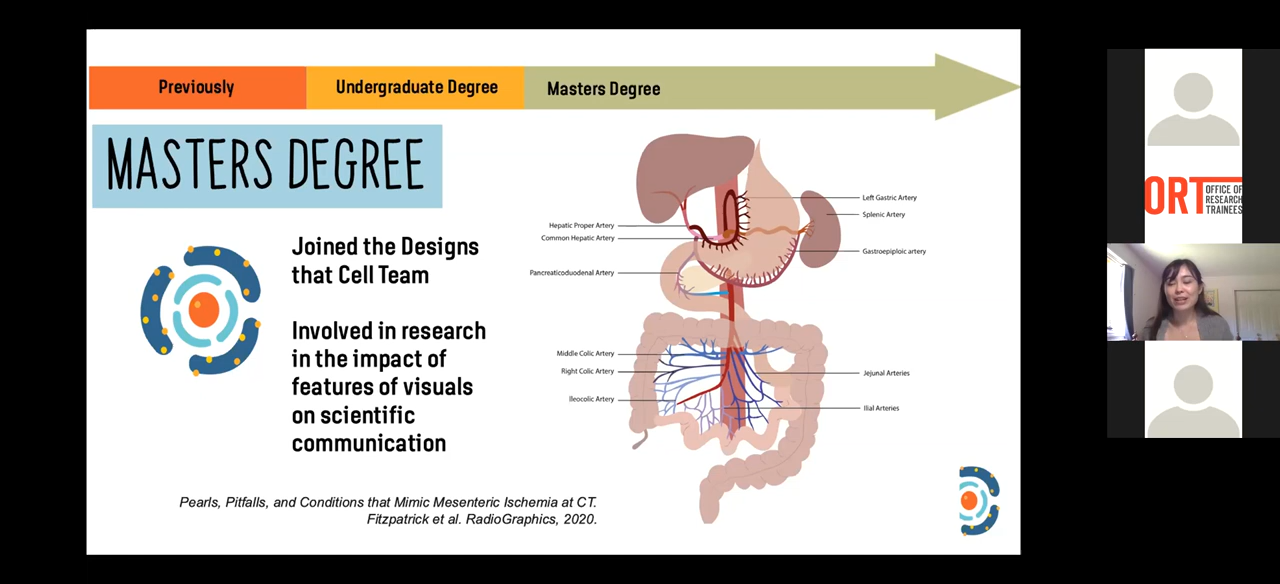 Previously
Undergraduate Degree
Masters Degree
MASTERS DEGREE
Joined the Designs
that Cell Team
Involved in research
in the impact of
features of visuals
on scientific
communication
Hepatic Proper Artery
Common Hepatic Artery
Pancreaticoduodenal Artery
Middle Colic Artery
Right Colic Artery
Ileocolic Artery
Left Gastric Artery
Splenic Artery
Gastroepiploic artery
Jejunal Arteries
Ilial Arteries
Pearls, Pitfalls, and Conditions that Mimic Mesenteric Ischemia at CT.
Fitzpatrick et al. RadioGraphics, 2020.
ORT
OFFICE OF
RESEARCH
TRAINEES